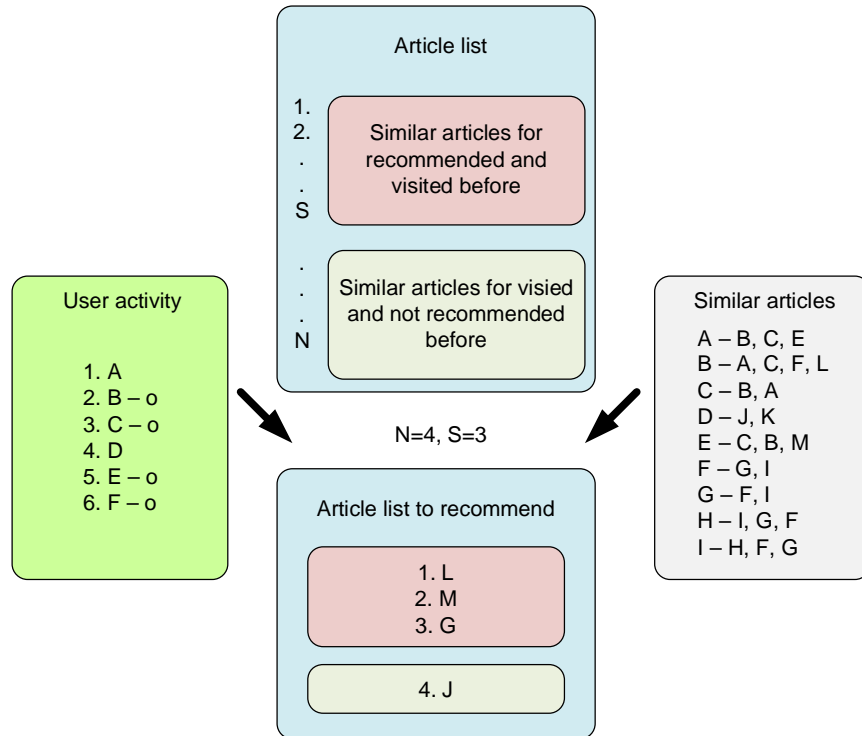 Article list
1.
2.
.
.
S
Similar articles for
recommended and
visited before
.
.
.
N
Similar articles for visied
and not recommended
before
User activity
1. A
2. B – o
3. C – o
4. D
5. E – o
6. F – o
Similar articles
A – B, C, E
B – A, C, F, L
C – B, A
D – J, K
E – C, B, M
F – G, I
G – F, I
H – I, G, F
I – H, F, G
N=4, S=3
Article list to recommend
1. L
2. M
3. G
4. J